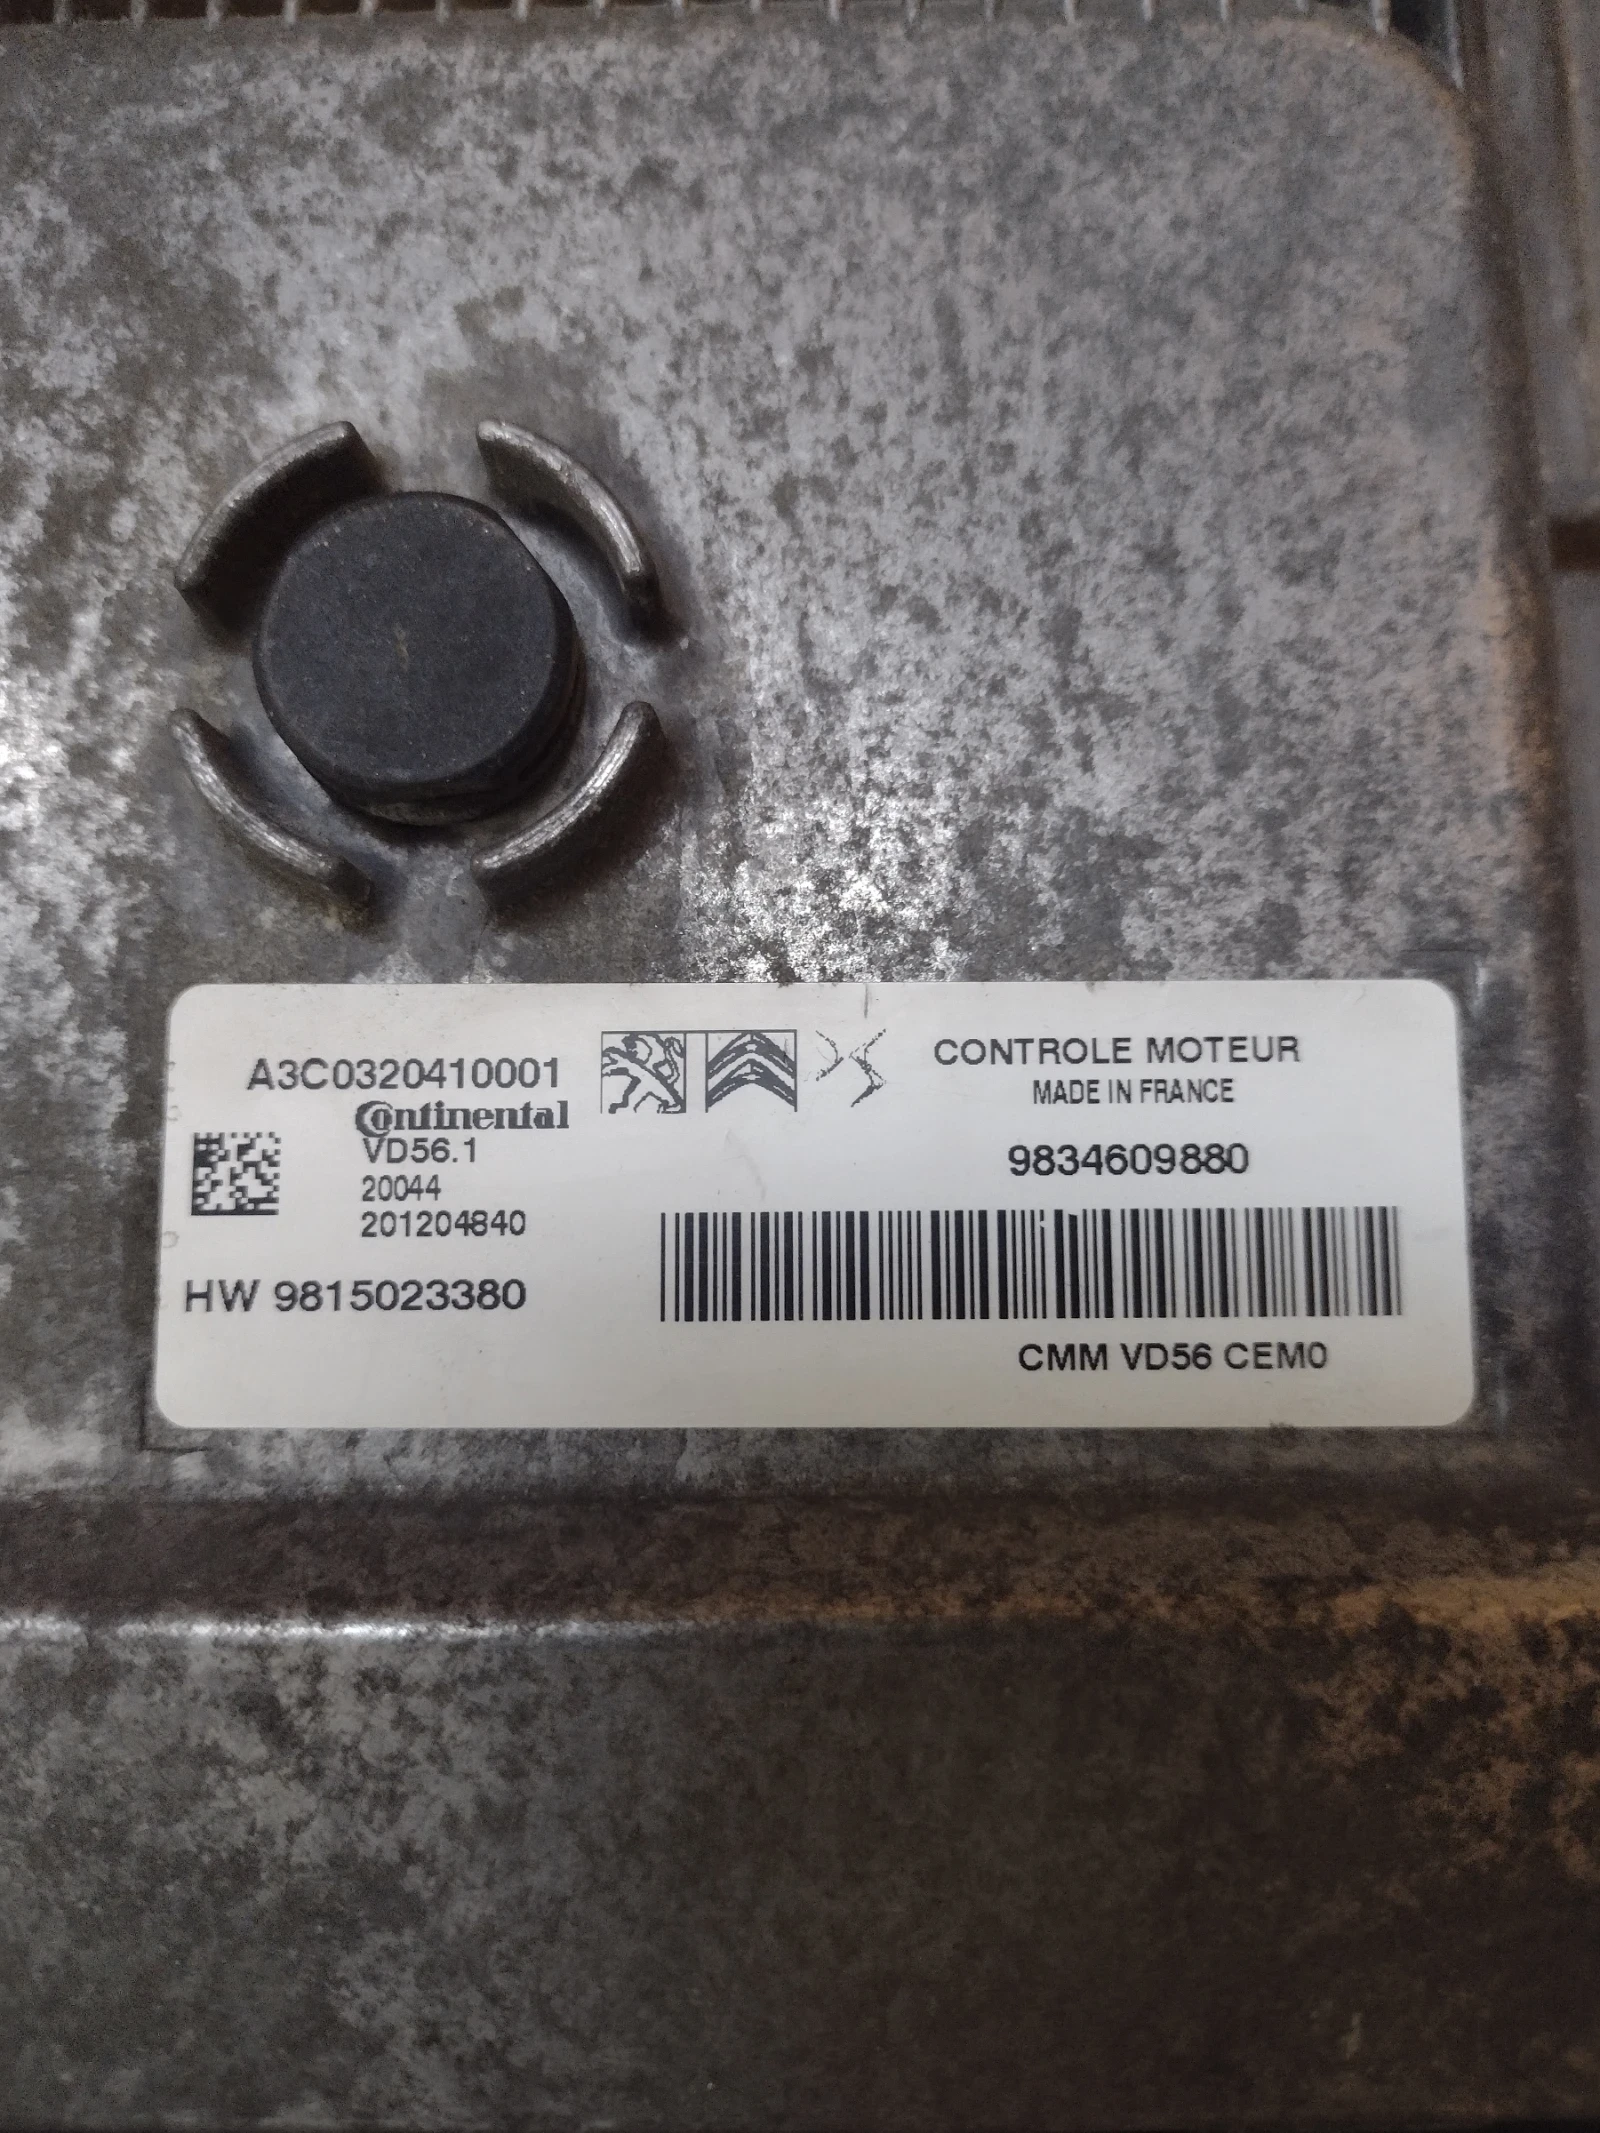 A3C0320410001
Continental
VD56.1
20044
201204840
HW 9815023380
CONTROLE MOTEUR
MADE IN FRANCE
9834609880
CMM VD56 CEM0